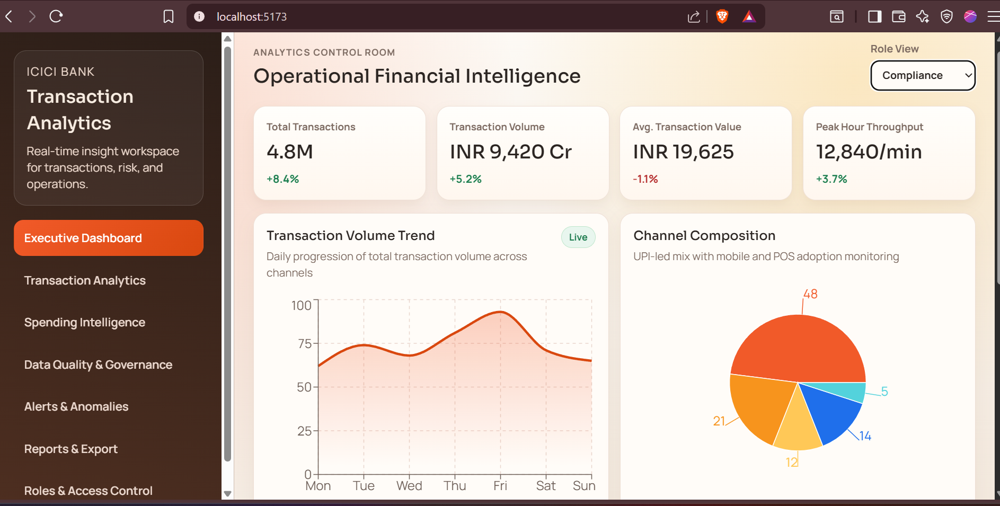 localhost:5173
ICICI BANK
Transaction
Analytics
Real-time insight workspace
for transactions, risk, and
operations.
Executive Dashboard
Transaction Analytics
Spending Intelligence
Data Quality & Governance
Alerts & Anomalies
Reports & Export
Roles & Access Control
ANALYTICS CONTROL ROOM
Operational Financial Intelligence
Role View
Compliance
Total Transactions
4.8M
+8.4%
Transaction Volume
INR 9,420 Cr
+5.2%
Avg. Transaction Value
INR 19,625
-1.1%
Peak Hour Throughput
12,840/min
+3.7%
Transaction Volume Trend
Live
Daily progression of total transaction volume across
channels
100
75
50
25
0
Mon Tue Wed Thu Fri Sat Sun
Channel Composition
UPI-led mix with mobile and POS adoption monitoring
48
5
21
14
12